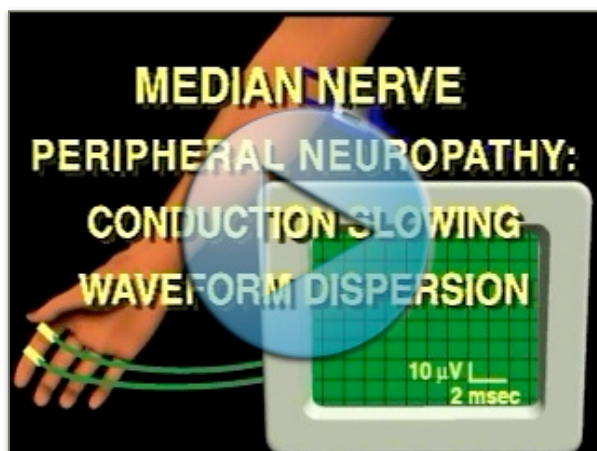 MEDIAN NERVE
PERIPHERAL NEUROPATHY:
CONDUCTION SLOWING
WAVEFORM DISPERSION
10 μV
2 msec